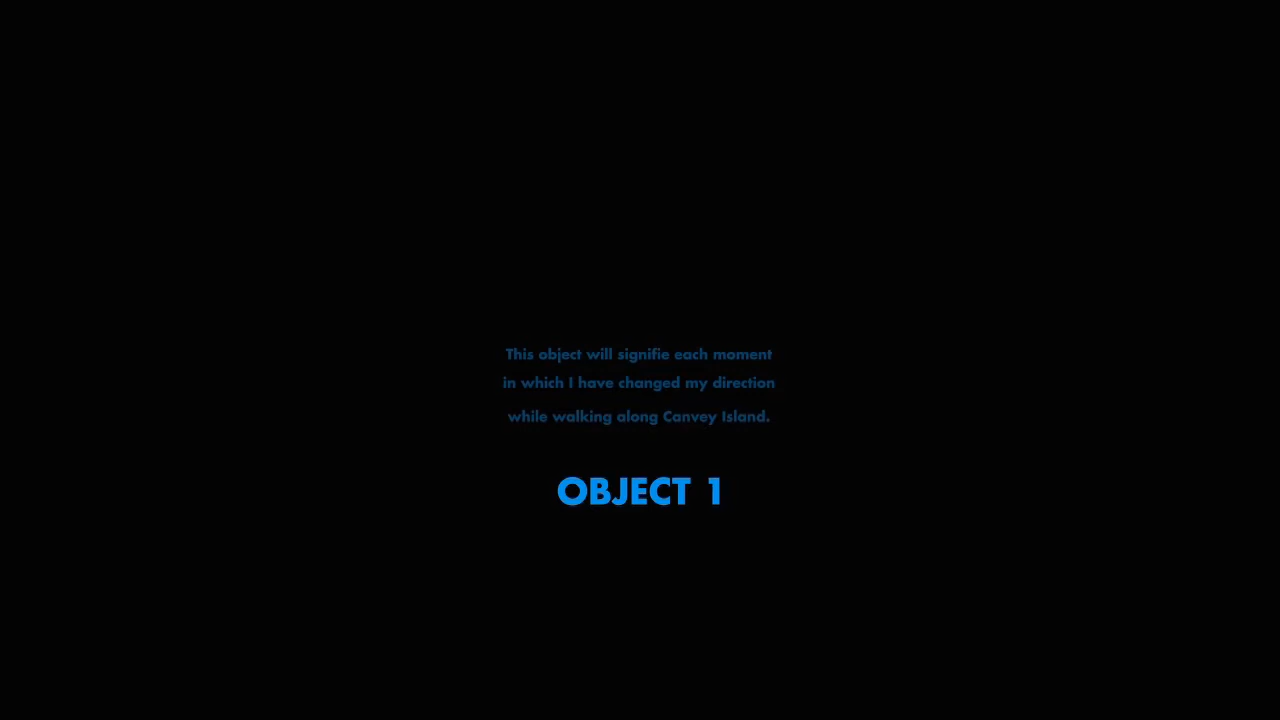 This object will signifie each moment
in which I have changed my direction
while walking along Canvey Island.
OBJECT 1